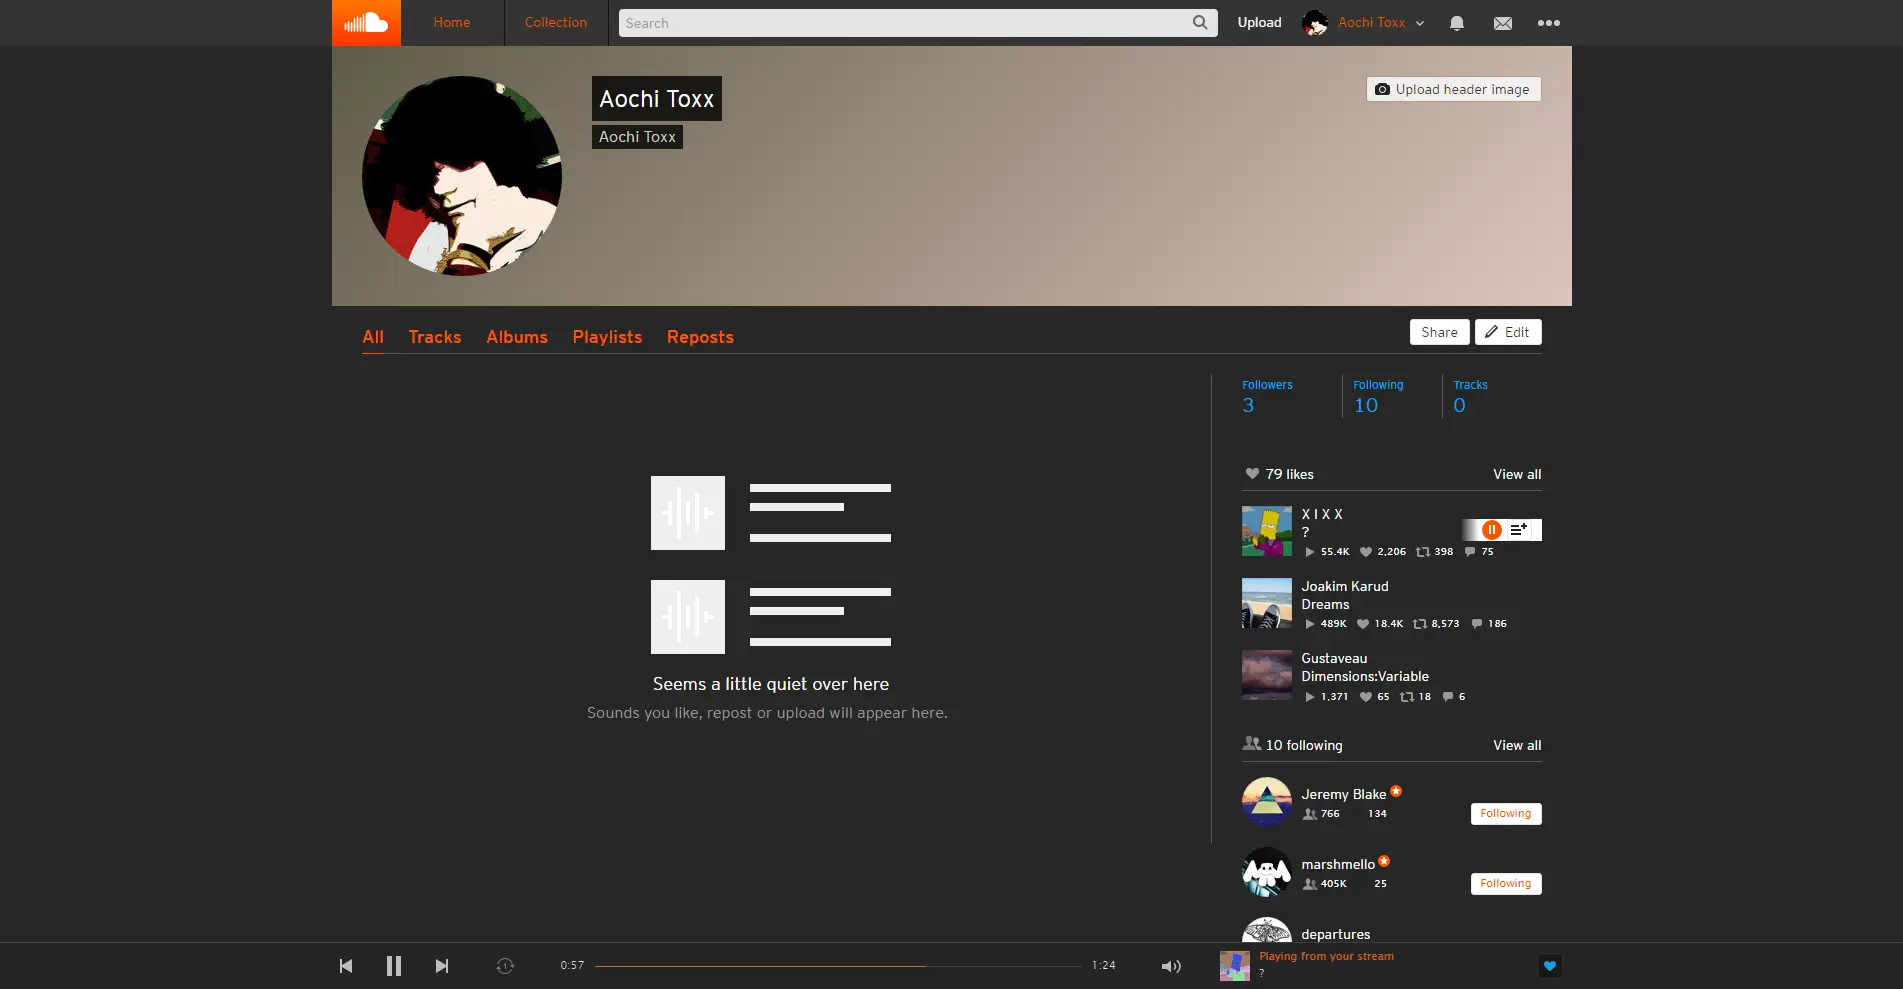 Home
Collection
Search
Upload
Aochi Toxx
Aochi Toxx
Aochi Toxx
Upload header image
All
Tracks
Albums
Playlists
Reposts
Share
Edit
Followers
3
Following
10
Tracks
0
79 likes
View all
X I X X
?
55.4K 2,206 398 75
Joakim Karud
Dreams
489K 18.4K 8,573 186
Gustaveau
Dimensions:Variable
1,371 65 18 6
Seems a little quiet over here
Sounds you like, repost or upload will appear here.
10 following
View all
Jeremy Blake
766 134
Following
marshmello
405K 25
Following
departures
1
0:57
1:24
Playing from your stream
?